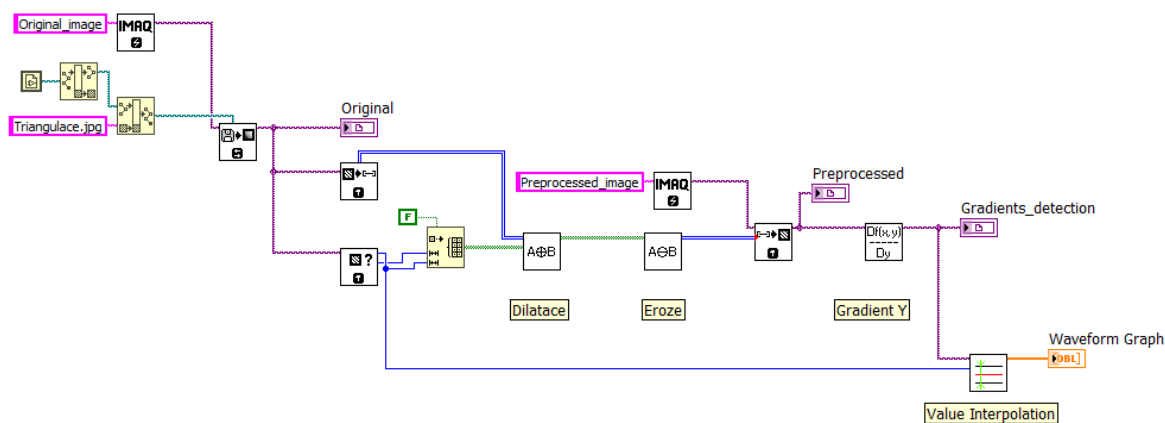 Original_image
IMAQ
Triangulace.jpg
Original
F
Preprocessed_image
IMAQ
Preprocessed
Gradients_detection
?
A⊕B
A⊖B
Df(x,y)
Dy
Dilatace
Eroze
Gradient Y
Waveform Graph
DBL
Value Interpolation